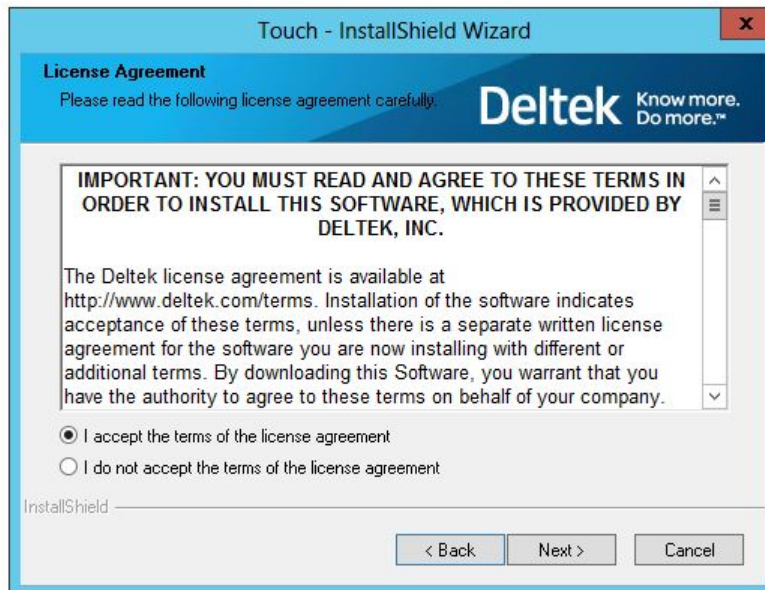 Touch - InstallShield Wizard
x
License Agreement
Please read the following license agreement carefully.
Deltek Know more.
Do more.™
IMPORTANT: YOU MUST READ AND AGREE TO THESE TERMS IN
ORDER TO INSTALL THIS SOFTWARE, WHICH IS PROVIDED BY
DELTEK, INC.
The Deltek license agreement is available at
http://www.deltek.com/terms. Installation of the software indicates
acceptance of these terms, unless there is a separate written license
agreement for the software you are now installing with different or
additional terms. By downloading this Software, you warrant that you
have the authority to agree to these terms on behalf of your company.
I accept the terms of the license agreement
I do not accept the terms of the license agreement
InstallShield
< Back Next > Cancel